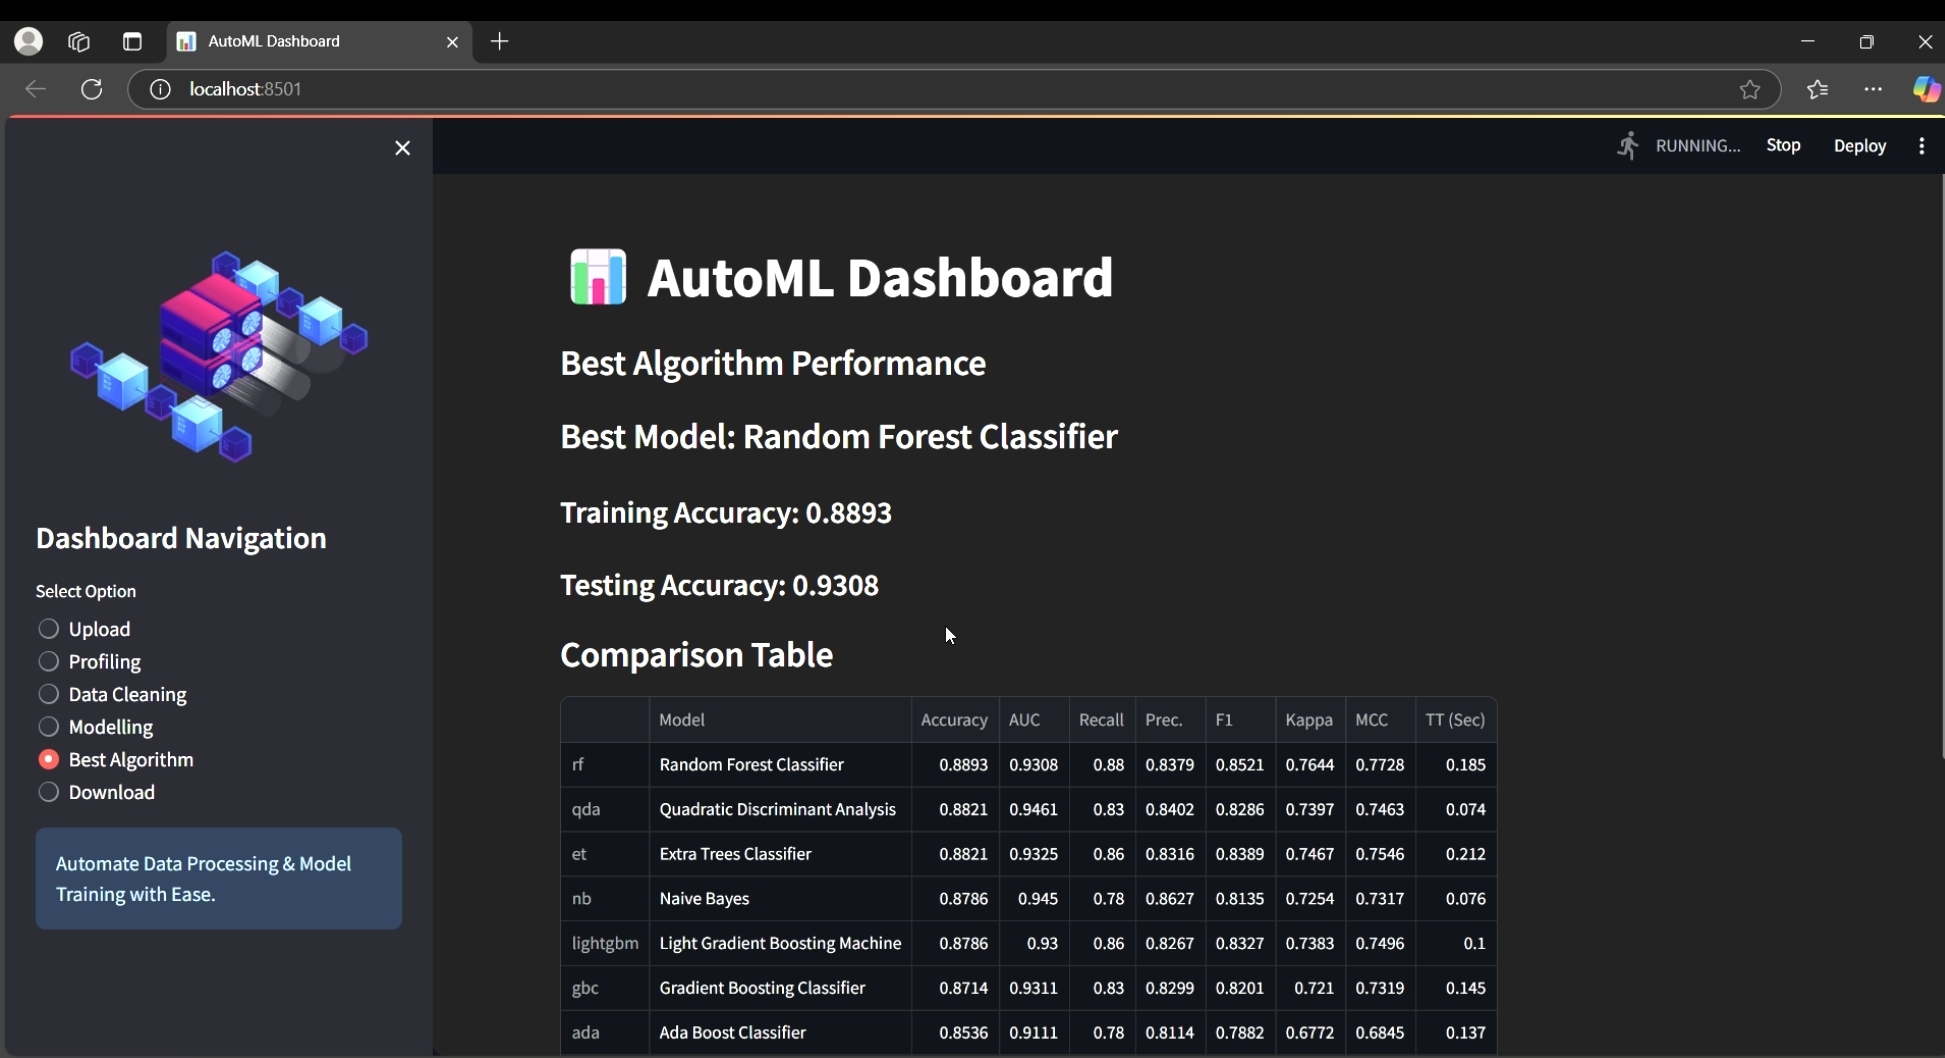 AutoML Dashboard
localhost:8501
RUNNING... Stop Deploy
Dashboard Navigation
Select Option
Upload
Profiling
Data Cleaning
Modelling
Best Algorithm
Download
Automate Data Processing & Model
Training with Ease.
AutoML Dashboard
Best Algorithm Performance
Best Model: Random Forest Classifier
Training Accuracy: 0.8893
Testing Accuracy: 0.9308
Comparison Table
Model Accuracy AUC Recall Prec. F1 Kappa MCC TT (Sec)
rf Random Forest Classifier 0.8893 0.9308 0.88 0.8379 0.8521 0.7644 0.7728 0.185
qda Quadratic Discriminant Analysis 0.8821 0.9461 0.83 0.8402 0.8286 0.7397 0.7463 0.074
et Extra Trees Classifier 0.8821 0.9325 0.86 0.8316 0.8389 0.7467 0.7546 0.212
nb Naive Bayes 0.8786 0.945 0.78 0.8627 0.8135 0.7254 0.7317 0.076
lightgbm Light Gradient Boosting Machine 0.8786 0.93 0.86 0.8267 0.8327 0.7383 0.7496 0.1
gbc Gradient Boosting Classifier 0.8714 0.9311 0.83 0.8299 0.8201 0.721 0.7319 0.145
ada Ada Boost Classifier 0.8536 0.9111 0.78 0.8114 0.7882 0.6772 0.6845 0.137